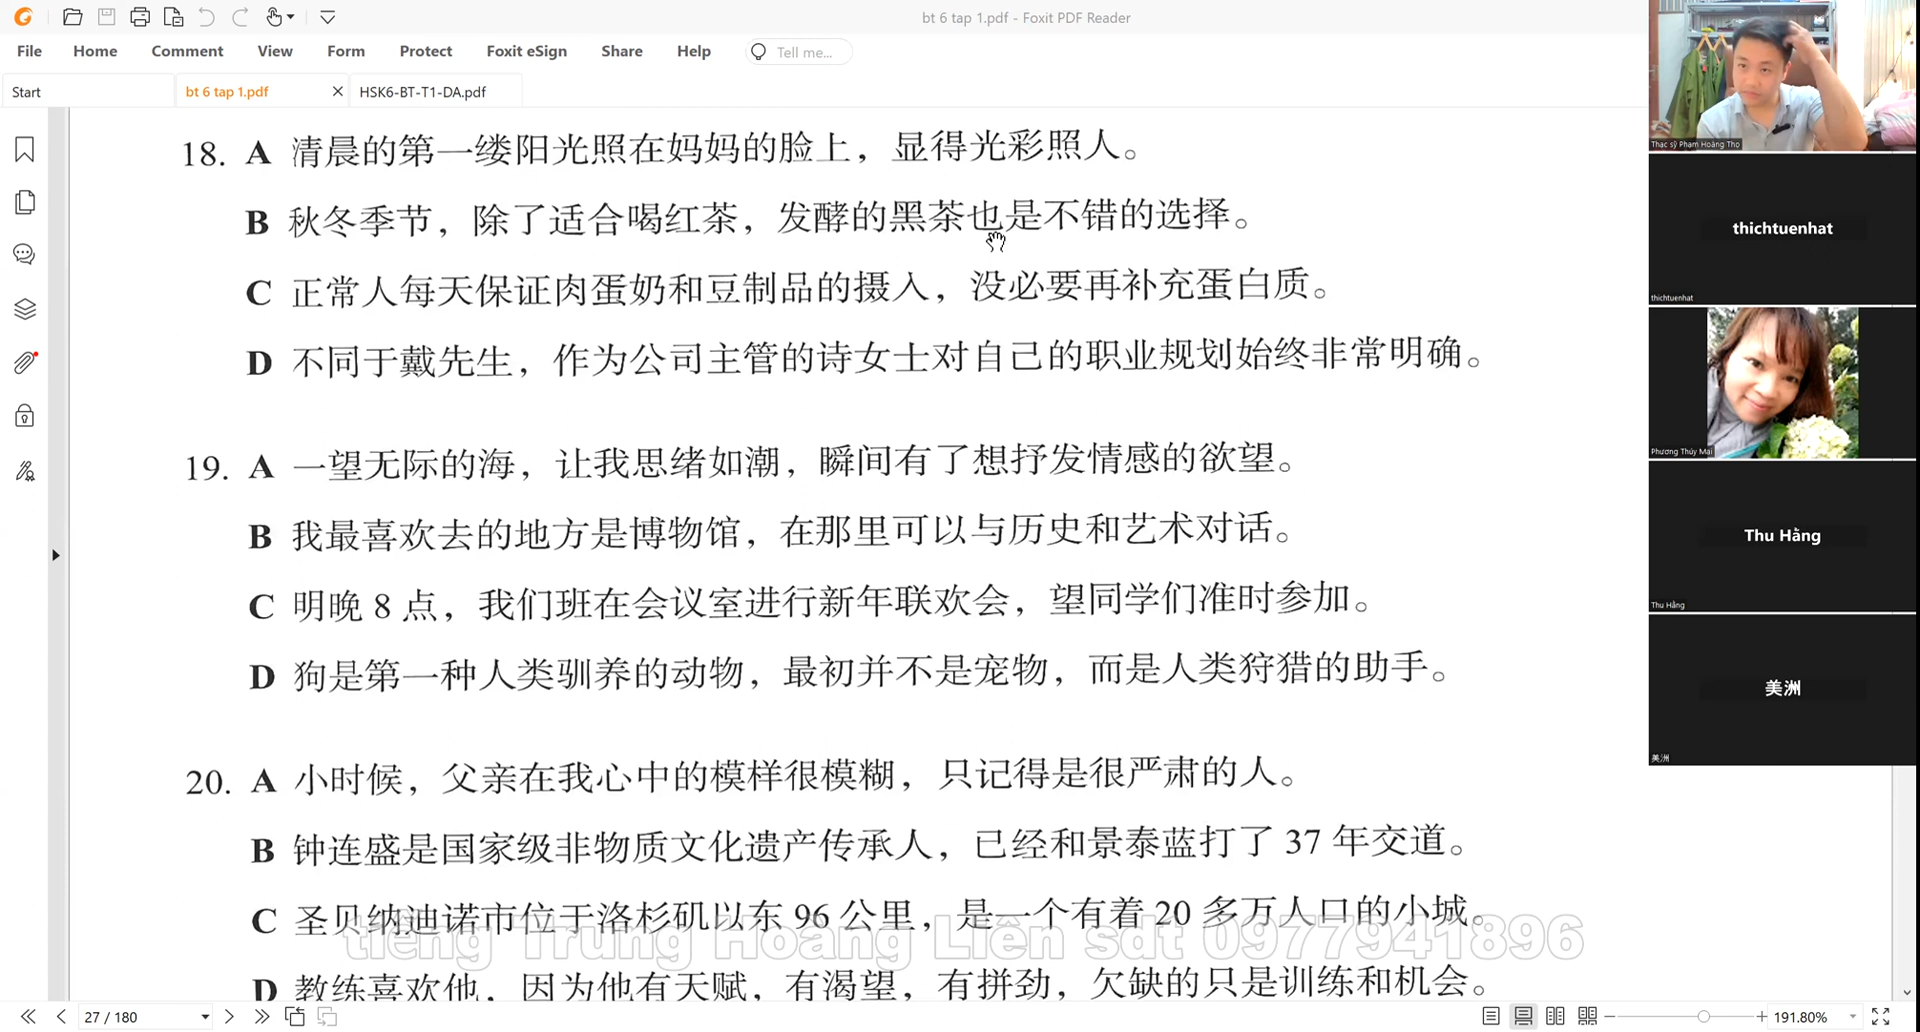 bt 6 tap 1.pdf - Foxit PDF Reader
File Home Comment View Form Protect Foxit eSign Share Help Tell me...
Start bt 6 tap 1.pdf HSK6-BT-T1-DA.pdf
18. A 清晨的第一缕阳光照在妈妈的脸上，显得光彩照人。
B 秋冬季节，除了适合喝红茶，发酵的黑茶也是不错的选择。
C 正常人每天保证肉蛋奶和豆制品的摄入，没必要再补充蛋白质。
D 不同于戴先生，作为公司主管的诗女士对自己的职业规划始终非常明确。
19. A 一望无际的海，让我思绪如潮，瞬间有了想抒发情感的欲望。
B 我最喜欢去的地方是博物馆，在那里可以与历史和艺术对话。
C 明晚 8 点，我们班在会议室进行新年联欢会，望同学们准时参加。
D 狗是第一种人类驯养的动物，最初并不是宠物，而是人类狩猎的助手。
20. A 小时候，父亲在我心中的模样很模糊，只记得是很严肃的人。
B 钟连盛是国家级非物质文化遗产传承人，已经和景泰蓝打了 37 年交道。
C 圣贝纳迪诺市位于洛杉矶以东 96 公里，是一个有着 20 多万人口的小城。
tiếng Trung Hoàng Liên sdt 0977941896
D 教练喜欢他，因为他有天赋，有渴望，有拼劲，欠缺的只是训练和机会。
27 / 180
191.80%
Thạc sỹ Phạm Hoàng Thọ
thichtuenhat
thichtuenhat
Phương Thúy Mai
Thu Hằng
Thu Hằng
美洲
美洲